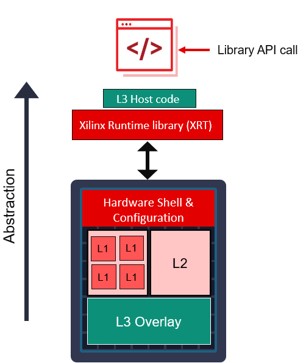 </>
Library API call
L3 Host code
Xilinx Runtime library (XRT)
Abstraction
Hardware Shell &
Configuration
L1 L1
L1 L1
L2
L3 Overlay